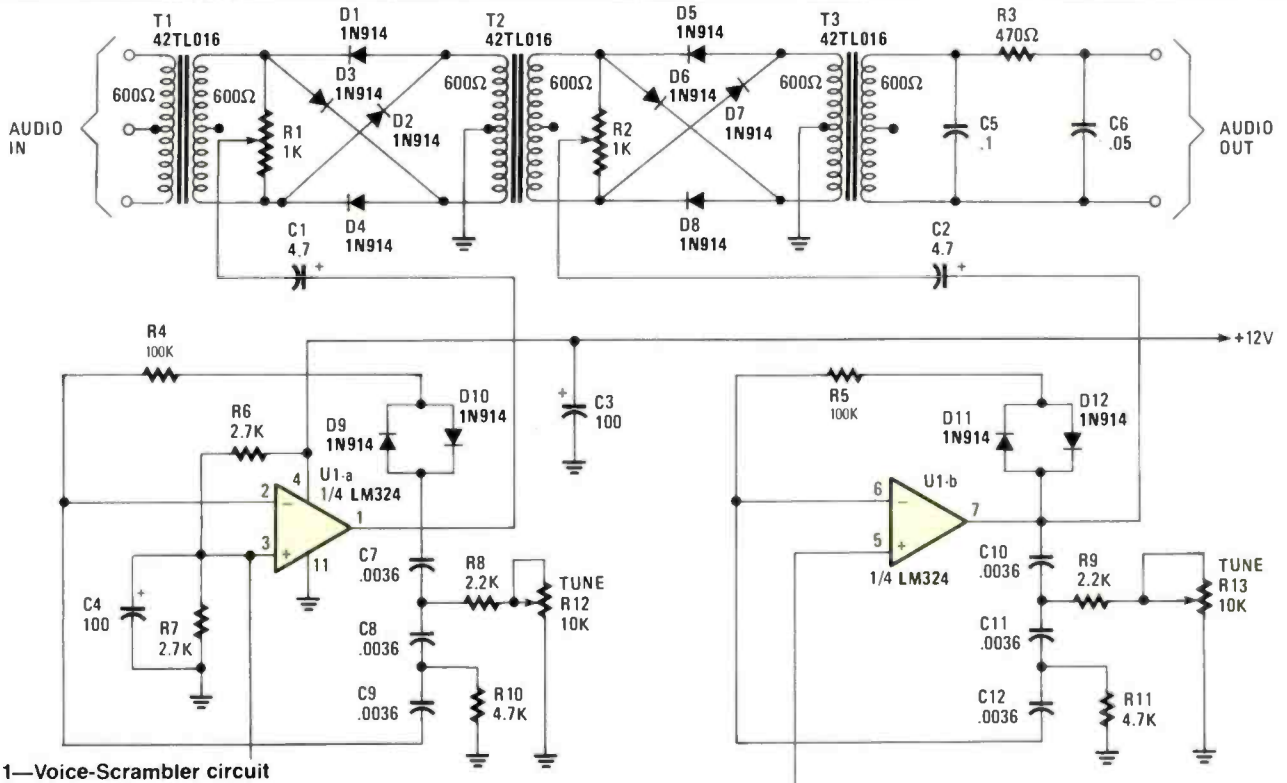 T1
42TL016
D1
1N914
T2
42TL016
D5
1N914
T3
42TL016
R3
470Ω
600Ω
600Ω
D3
1N914
D2
1N914
R1
1K
600Ω
600Ω
D6
1N914
D7
1N914
R2
1K
600Ω
600Ω
C5
.1
C6
.05
AUDIO
IN
AUDIO
OUT
D4
1N914
D8
1N914
C1
4.7
+
C2
4.7
+
+12V
R4
100K
R6
2.7K
D9
1N914
D10
1N914
+
C3
100
R5
100K
D11
1N914
D12
1N914
U1-a
1/4 LM324
2
−
3
+
4
1
11
U1-b
6
−
5
+
7
1/4 LM324
C4
100
+
R7
2.7K
C7
.0036
R8
2.2K
TUNE
R12
10K
C8
.0036
C9
.0036
R10
4.7K
C10
.0036
R9
2.2K
TUNE
R13
10K
C11
.0036
C12
.0036
R11
4.7K
1—Voice-Scrambler circuit